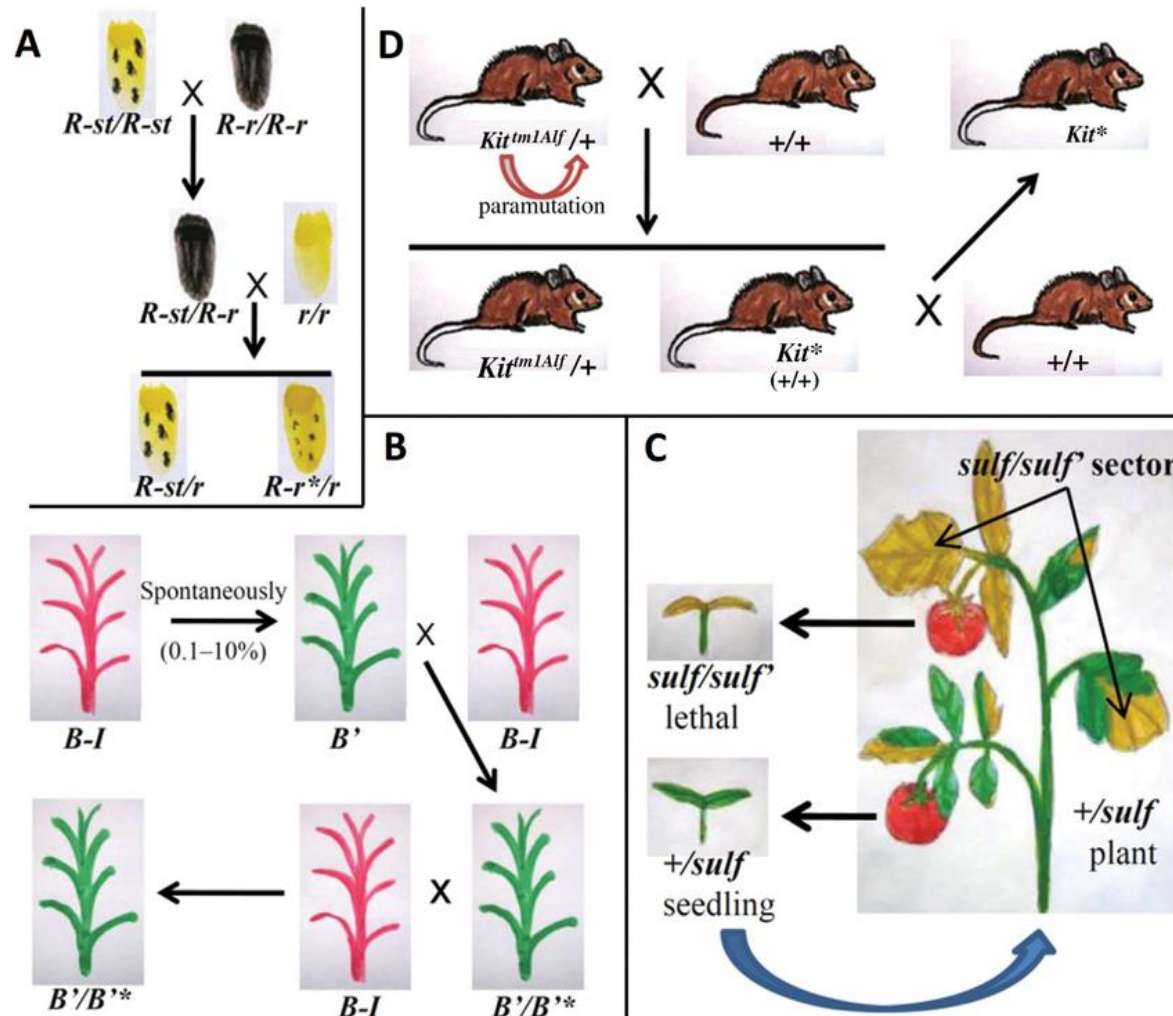 A
X
R-st/R-st
R-r/R-r
X
R-st/R-r
r/r
R-st/r
R-r*/r
D
X
Kit^tm1Alf/+
+/+
Kit*
paramutation
X
Kit^tm1Alf/+
Kit*
(+/+)
+/+
B
Spontaneously
(0.1–10%)
X
B-I
B’
B-I
X
B’/B’*
B-I
B’/B’*
C
sulf/sulf’ sector
sulf/sulf’
lethal
+/sulf
seedling
+/sulf
plant